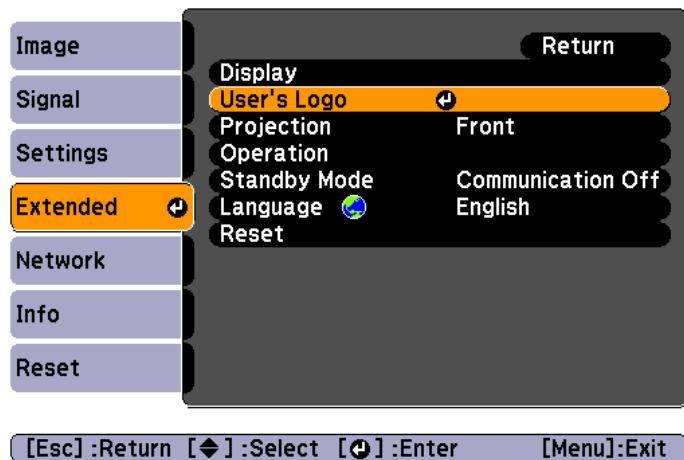 Image
Signal
Settings
Extended
Network
Info
Reset
Return
Display
User's Logo
Projection Front
Operation
Standby Mode Communication Off
Language English
Reset
[Esc] :Return [ ] :Select [ ] :Enter [Menu]:Exit